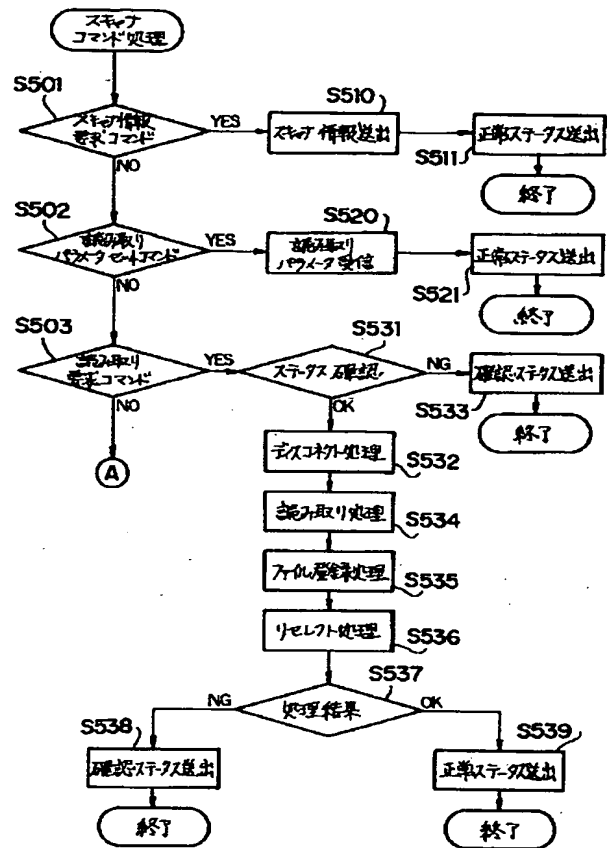 スキャナ
コマンド処理
S501
スキャナ情報
要求コマンド
YES
NO
S510
スキャナ情報送出
正常ステータス送出
S511
終了
S502
読み取り
パラメータセットコマンド
YES
NO
S520
読み取り
パラメータ受信
正常ステータス送出
S521
終了
S503
読み取り
要求コマンド
YES
NO
A
S531
ステータス確認
NG
OK
確認ステータス送出
S533
終了
ディスコネクト処理
S532
読み取り処理
S534
ファイル登録処理
S535
リセレクト処理
S536
S537
処理結果
NG
OK
S538
確認ステータス送出
終了
S539
正常ステータス送出
終了